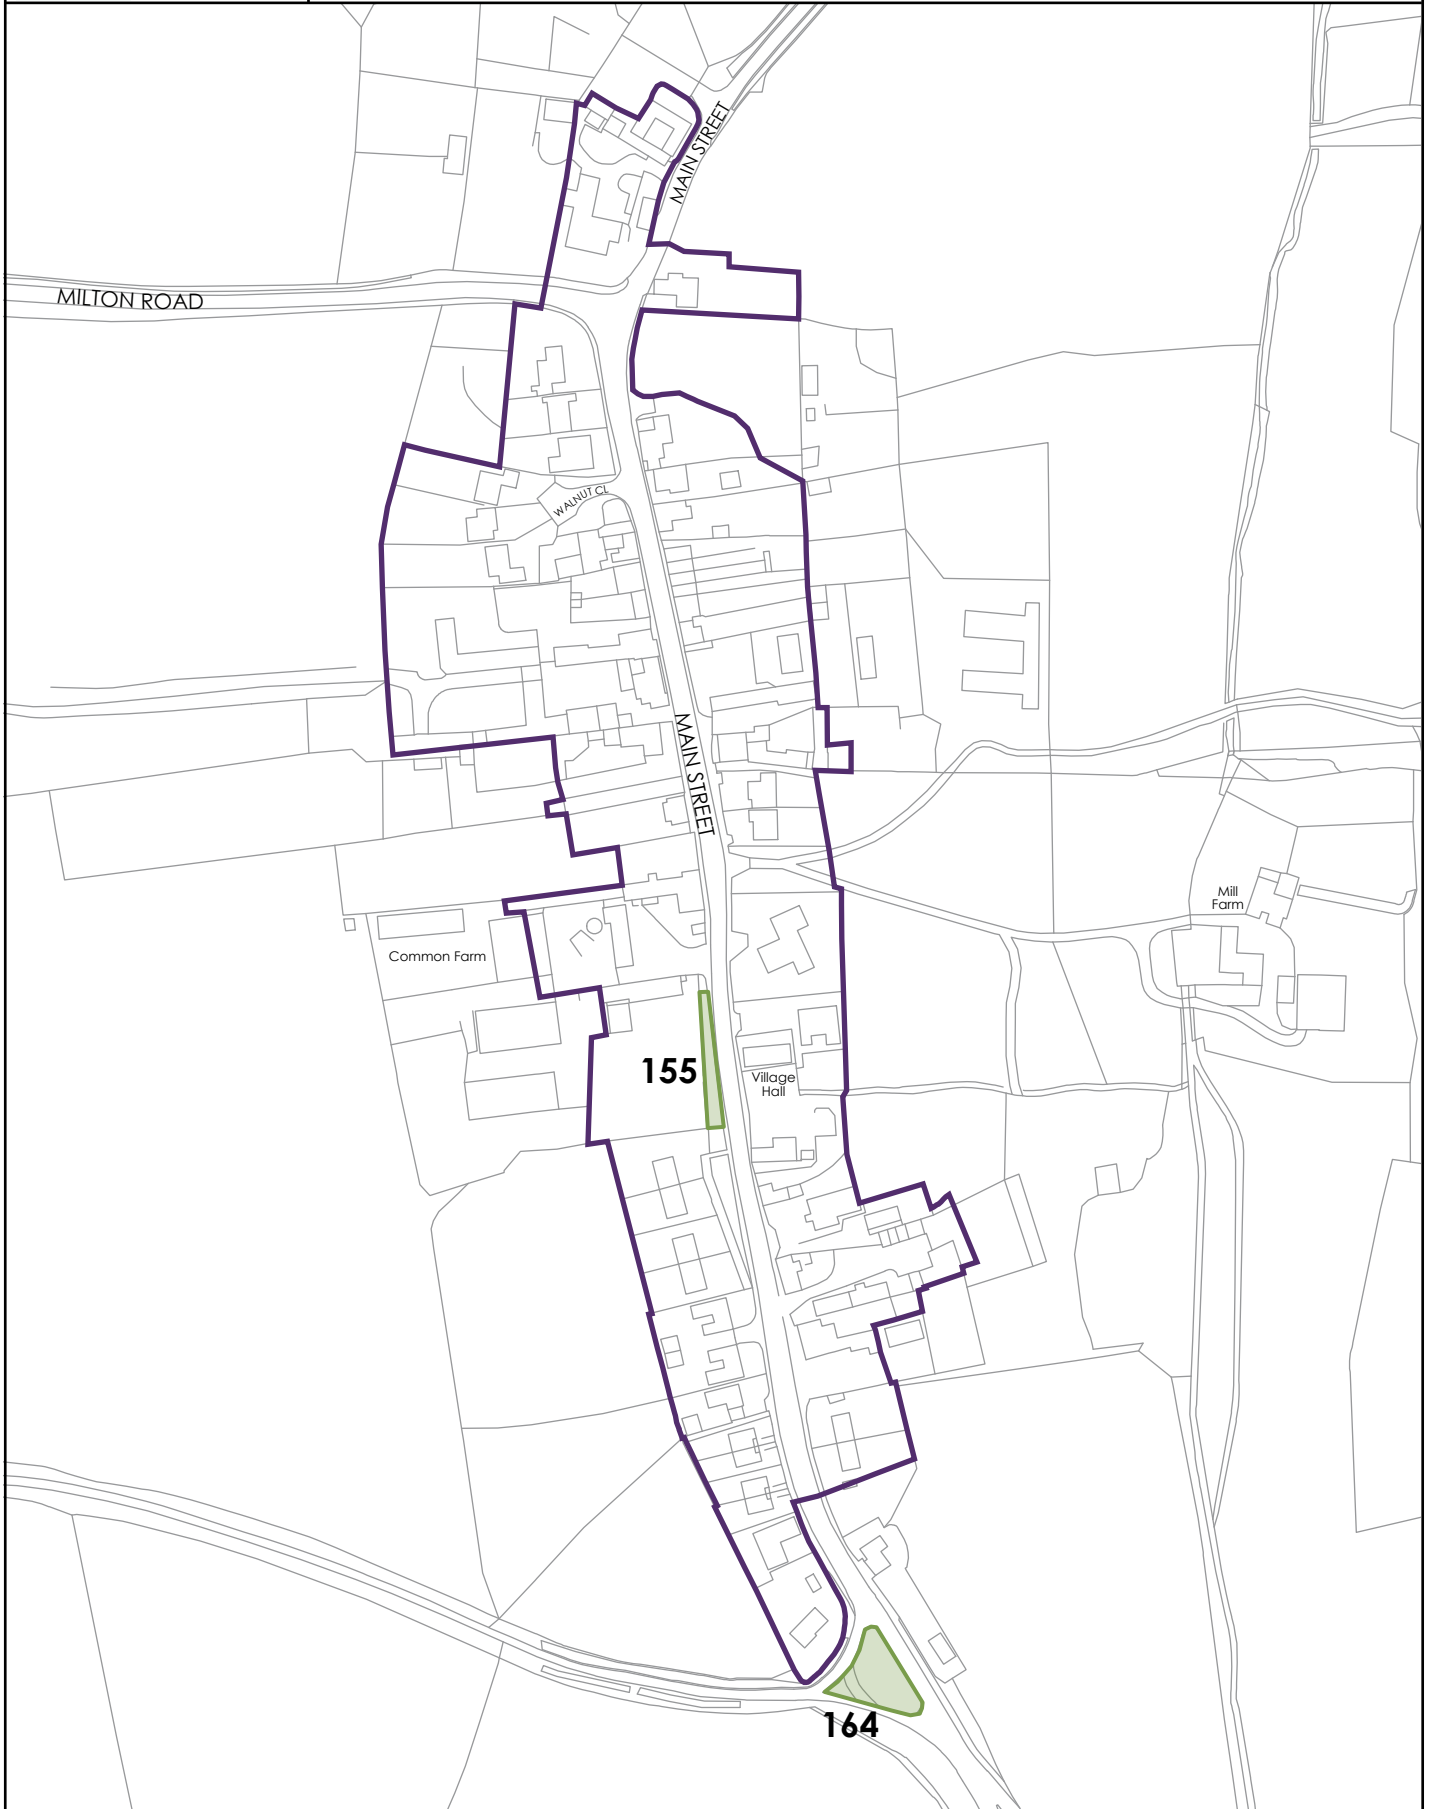 MAIN STREET
MILTON ROAD
WALNUT CL
MAIN STREET
Mill
Farm
Common Farm
155
Village
Hall
164